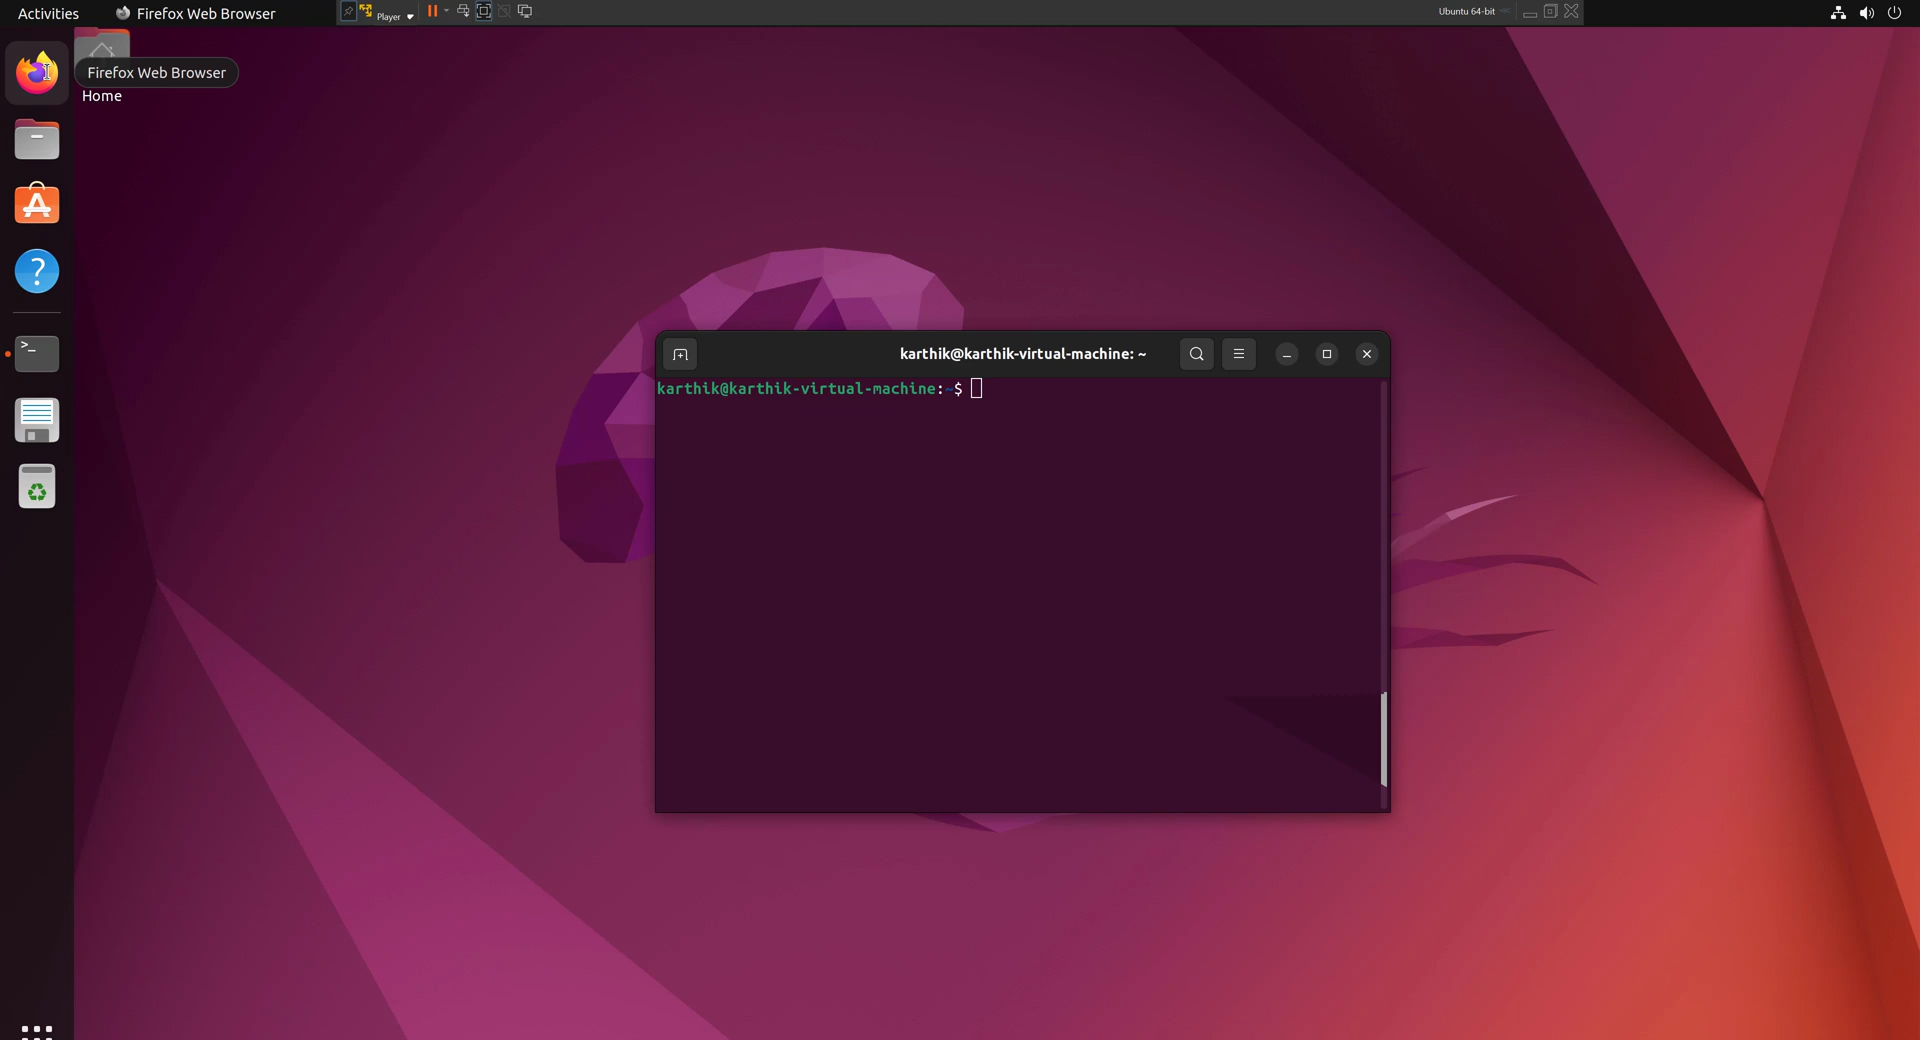 Activities Firefox Web Browser Player Ubuntu 64-bit
Firefox Web Browser
Home
karthik@karthik-virtual-machine: ~
karthik@karthik-virtual-machine:~$